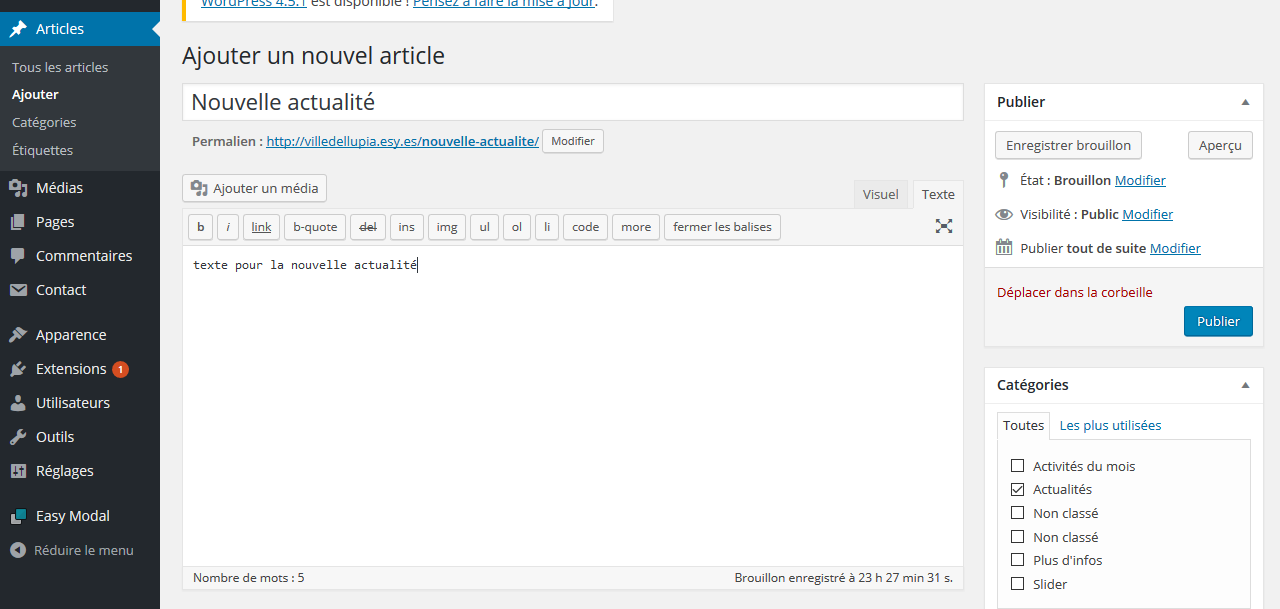 WordPress 4.5.1 est disponible ! Pensez à faire la mise à jour.
Articles
Tous les articles
Ajouter
Catégories
Étiquettes
Médias
Pages
Commentaires
Contact
Apparence
Extensions 1
Utilisateurs
Outils
Réglages
Easy Modal
Réduire le menu
Ajouter un nouvel article
Nouvelle actualité
Permalien : http://villedellupia.esy.es/nouvelle-actualite/ Modifier
Ajouter un média
Visuel Texte
b i link b-quote del ins img ul ol li code more fermer les balises
texte pour la nouvelle actualité
Nombre de mots : 5 Brouillon enregistré à 23 h 27 min 31 s.
Publier
Enregistrer brouillon Aperçu
État : Brouillon Modifier
Visibilité : Public Modifier
Publier tout de suite Modifier
Déplacer dans la corbeille
Publier
Catégories
Toutes Les plus utilisées
Activités du mois
Actualités
Non classé
Non classé
Plus d'infos
Slider